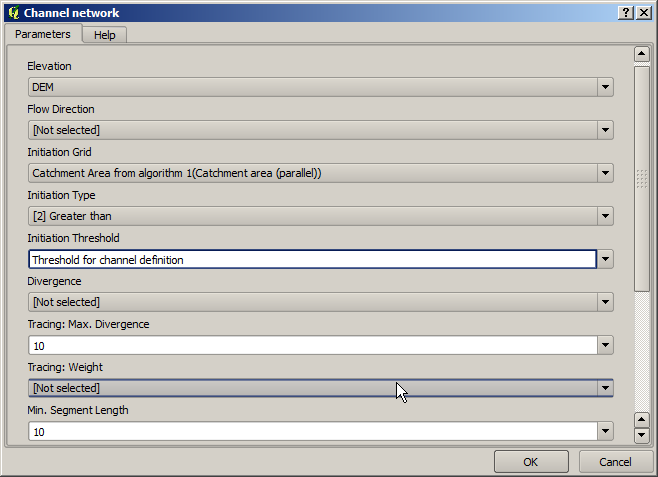 Channel network
Parameters
Help
Elevation
DEM
Flow Direction
[Not selected]
Initiation Grid
Catchment Area from algorithm 1(Catchment area (parallel))
Initiation Type
[2] Greater than
Initiation Threshold
Threshold for channel definition
Divergence
[Not selected]
Tracing: Max. Divergence
10
Tracing: Weight
[Not selected]
Min. Segment Length
10
OK
Cancel